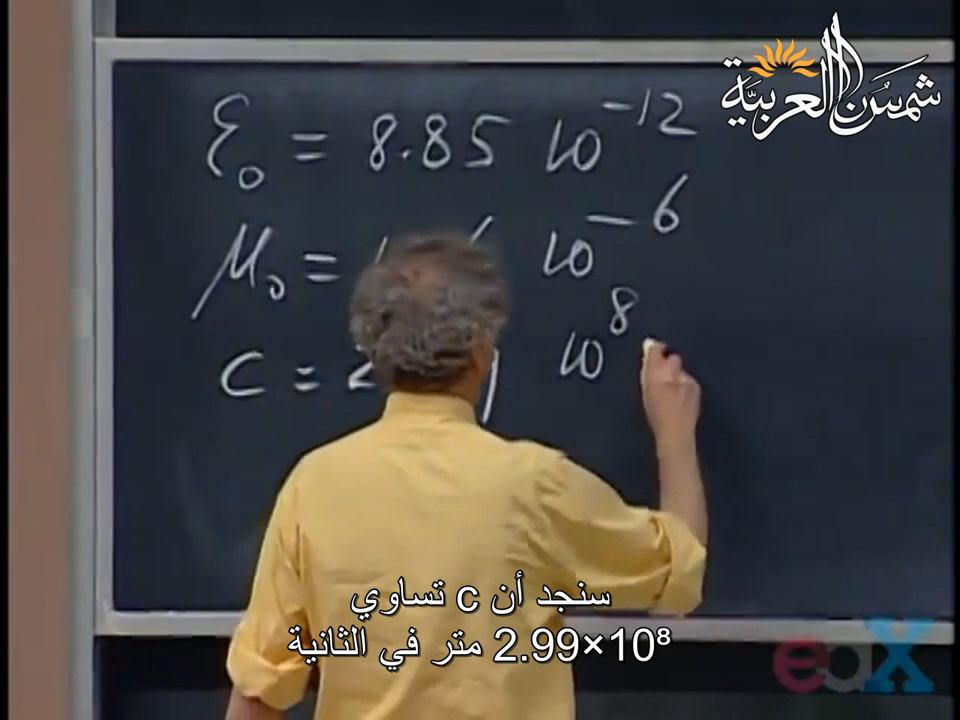 شمس العربية
ε₀ = 8.85 10⁻¹²
μ₀ = 10⁻⁶
c = 2 10⁸
سنجد أن c تساوي
2.99×10⁸ متر في الثانية
edX